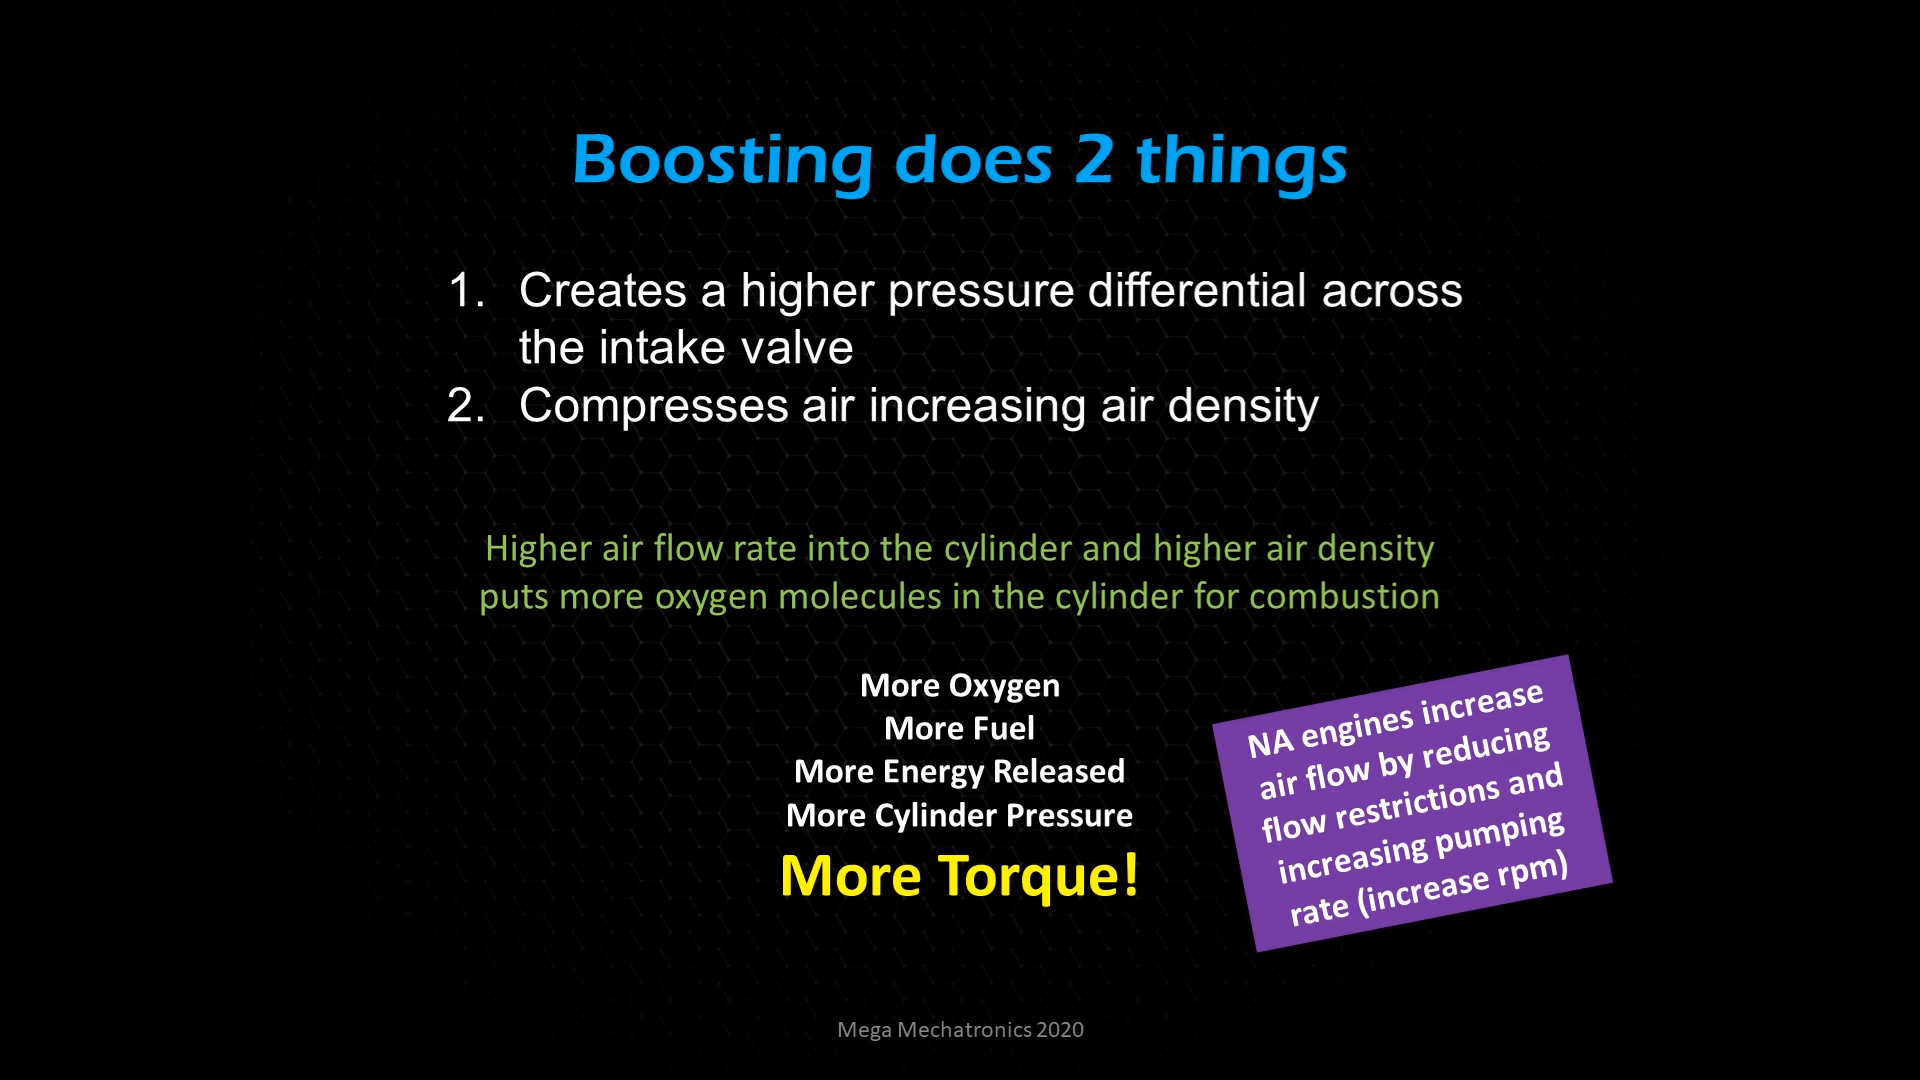 Boosting does 2 things
1. Creates a higher pressure differential across
the intake valve
2. Compresses air increasing air density
Higher air flow rate into the cylinder and higher air density
puts more oxygen molecules in the cylinder for combustion
More Oxygen
More Fuel
More Energy Released
More Cylinder Pressure
More Torque!
NA engines increase
air flow by reducing
flow restrictions and
increasing pumping
rate (increase rpm)
Mega Mechatronics 2020